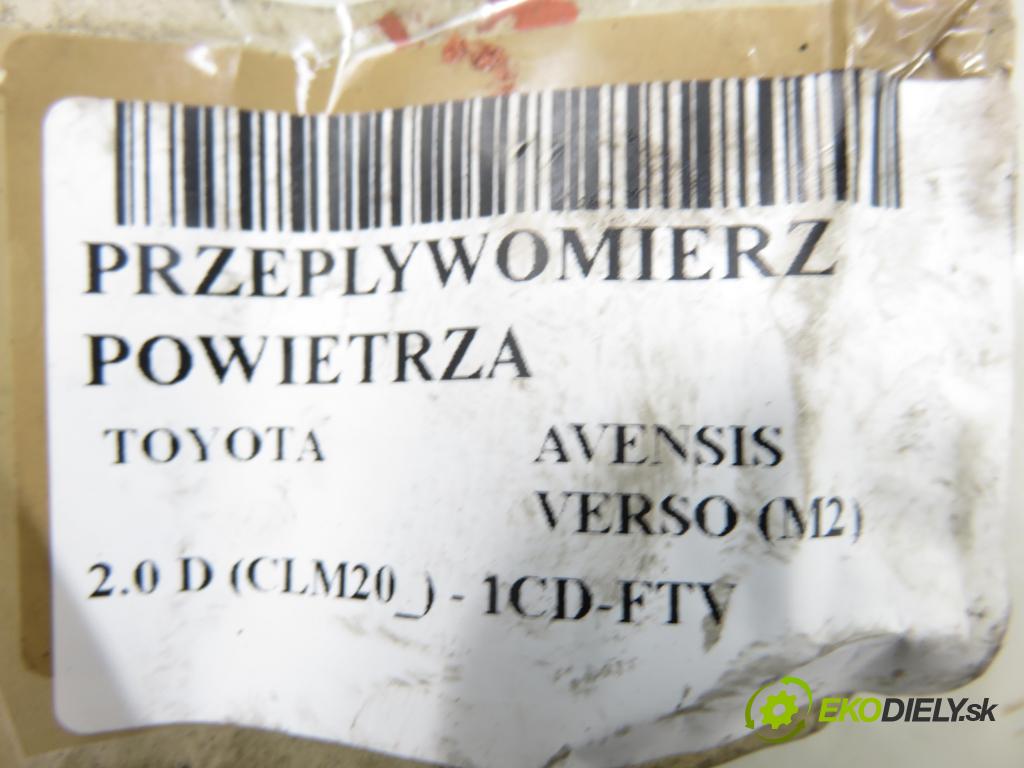 PRZEPLYWOMIERZ
POWIETRZA
TOYOTA AVENSIS
VERSO (M2)
2.0 D (CLM20_) - 1CD-FTV
EKODIELY.sk